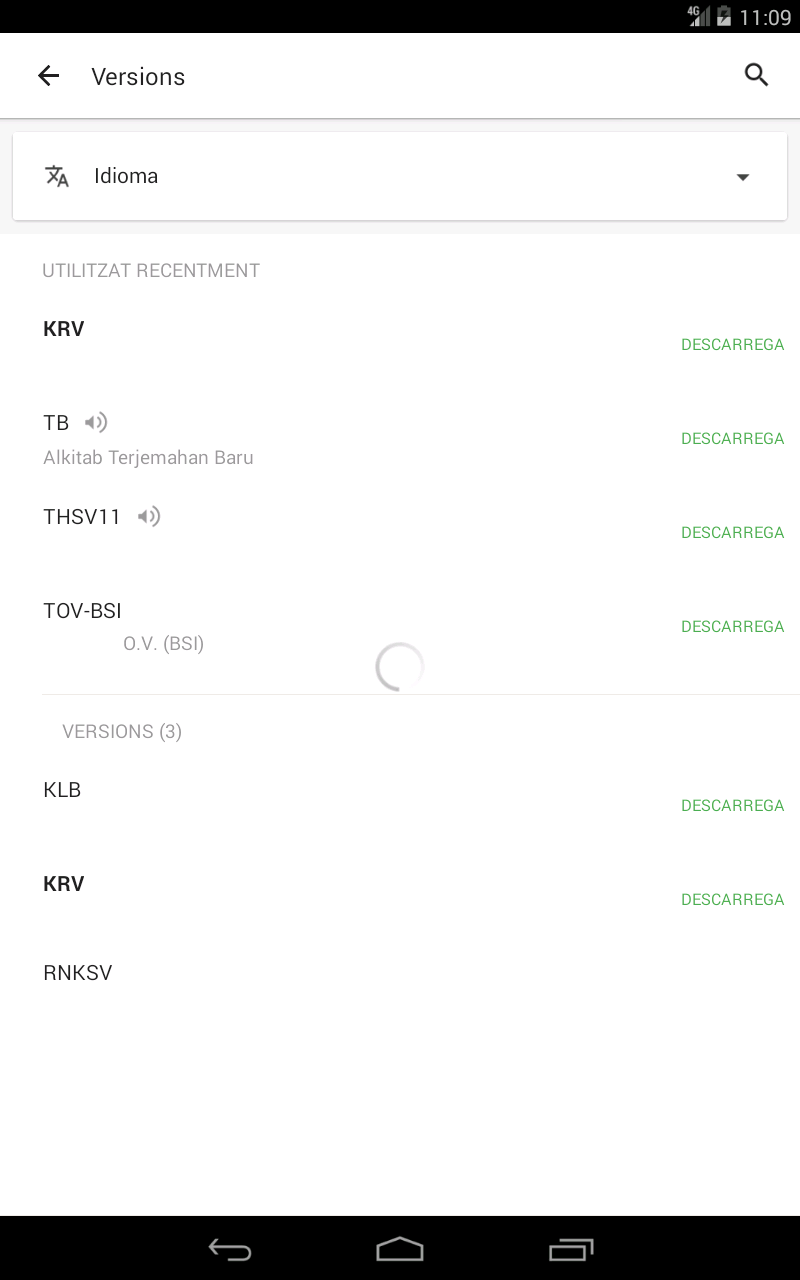 4G 11:09
Versions
Idioma
UTILITZAT RECENTMENT
KRV
DESCARREGA
TB
Alkitab Terjemahan Baru
DESCARREGA
THSV11
DESCARREGA
TOV-BSI
O.V. (BSI)
DESCARREGA
VERSIONS (3)
KLB
DESCARREGA
KRV
DESCARREGA
RNKSV